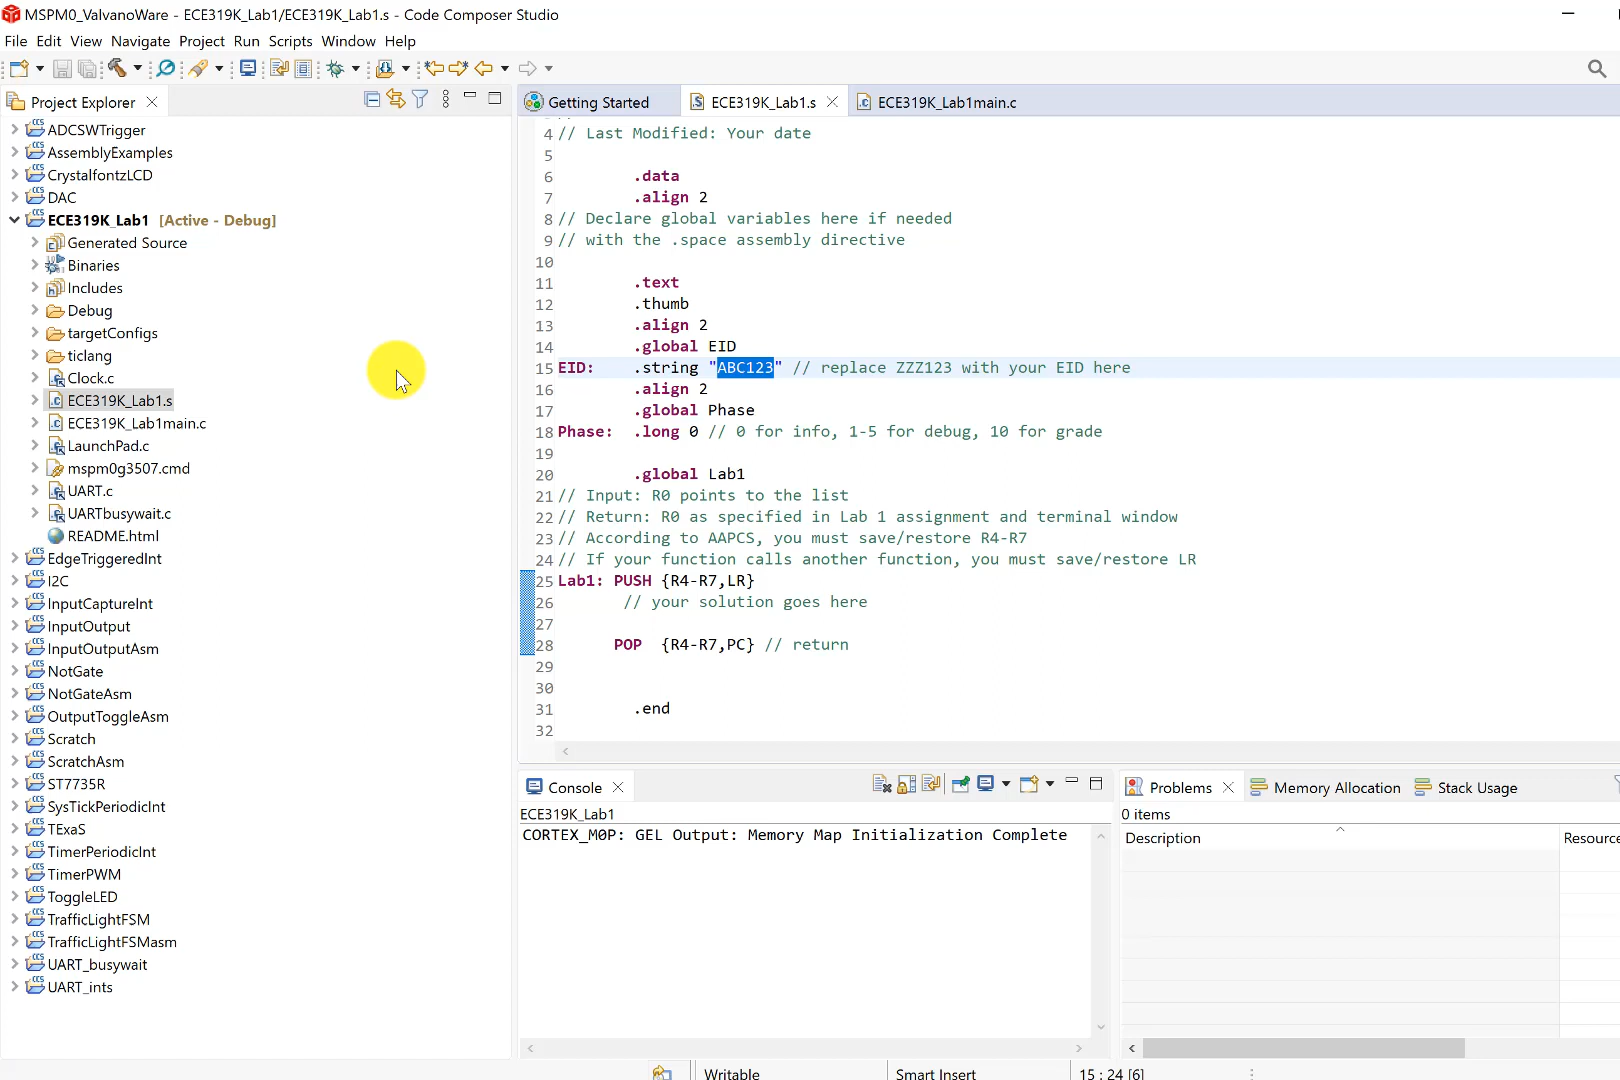 MSPM0_ValvanoWare - ECE319K_Lab1/ECE319K_Lab1.s - Code Composer Studio
File Edit View Navigate Project Run Scripts Window Help
Project Explorer
ADCSWTrigger
AssemblyExamples
CrystalfontzLCD
DAC
ECE319K_Lab1 [Active - Debug]
Generated Source
Binaries
Includes
Debug
targetConfigs
ticlang
Clock.c
ECE319K_Lab1.s
ECE319K_Lab1main.c
LaunchPad.c
mspm0g3507.cmd
UART.c
UARTbusywait.c
README.html
EdgeTriggeredInt
I2C
InputCaptureInt
InputOutput
InputOutputAsm
NotGate
NotGateAsm
OutputToggleAsm
Scratch
ScratchAsm
ST7735R
SysTickPeriodicInt
TExaS
TimerPeriodicInt
TimerPWM
ToggleLED
TrafficLightFSM
TrafficLightFSMasm
UART_busywait
UART_ints
Getting Started ECE319K_Lab1.s ECE319K_Lab1main.c
4 // Last Modified: Your date
5
6 .data
7 .align 2
8 // Declare global variables here if needed
9 // with the .space assembly directive
10
11 .text
12 .thumb
13 .align 2
14 .global EID
15 EID: .string "ABC123" // replace ZZZ123 with your EID here
16 .align 2
17 .global Phase
18 Phase: .long 0 // 0 for info, 1-5 for debug, 10 for grade
19
20 .global Lab1
21 // Input: R0 points to the list
22 // Return: R0 as specified in Lab 1 assignment and terminal window
23 // According to AAPCS, you must save/restore R4-R7
24 // If your function calls another function, you must save/restore LR
25 Lab1: PUSH {R4-R7,LR}
26 // your solution goes here
27
28 POP {R4-R7,PC} // return
29
30
31 .end
32
Console
ECE319K_Lab1
CORTEX_M0P: GEL Output: Memory Map Initialization Complete
Problems Memory Allocation Stack Usage
0 items
Description Resource
Writable Smart Insert 15 : 24 [6]